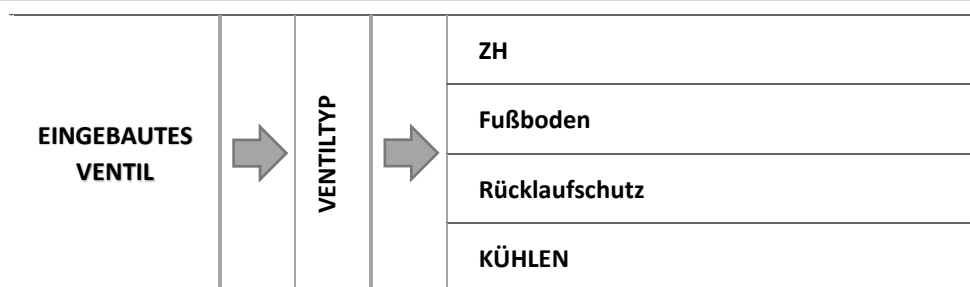 EINGEBAUTES
VENTIL
VENTILTYP
ZH
Fußboden
Rücklaufschutz
KÜHLEN